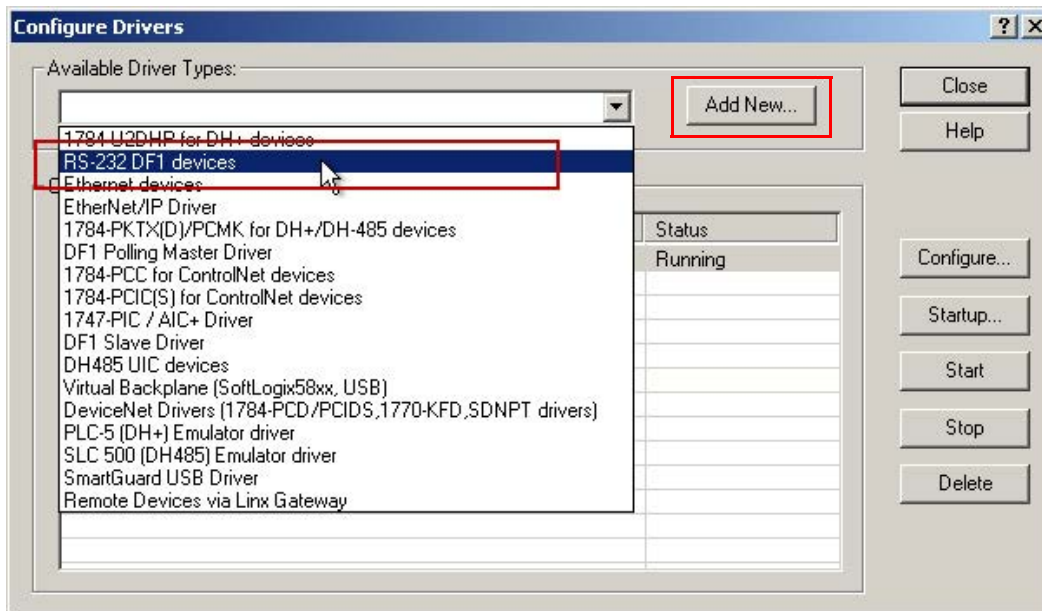 Configure Drivers
Available Driver Types:
Add New...
Close
Help
1784-U2DHP for DH+ devices
RS-232 DF1 devices
Ethernet devices
EtherNet/IP Driver
1784-PKTX(D)/PCMK for DH+/DH-485 devices
DF1 Polling Master Driver
1784-PCC for ControlNet devices
1784-PCIC(S) for ControlNet devices
1747-PIC / AIC+ Driver
DF1 Slave Driver
DH485 UIC devices
Virtual Backplane (SoftLogix58xx, USB)
DeviceNet Drivers (1784-PCD/PCIDS,1770-KFD,SDNPT drivers)
PLC-5 (DH+) Emulator driver
SLC 500 (DH485) Emulator driver
SmartGuard USB Driver
Remote Devices via Linx Gateway
Status
Running
Configure...
Startup...
Start
Stop
Delete